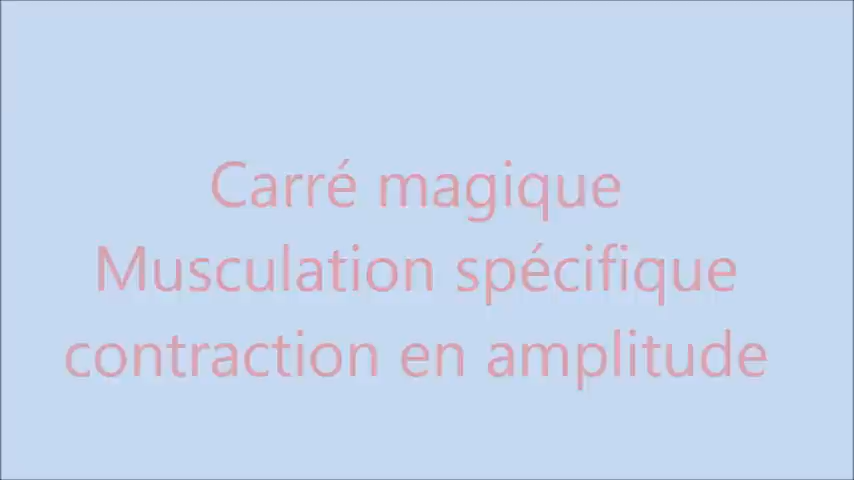 Carré magique
Musculation spécifique
contraction en amplitude